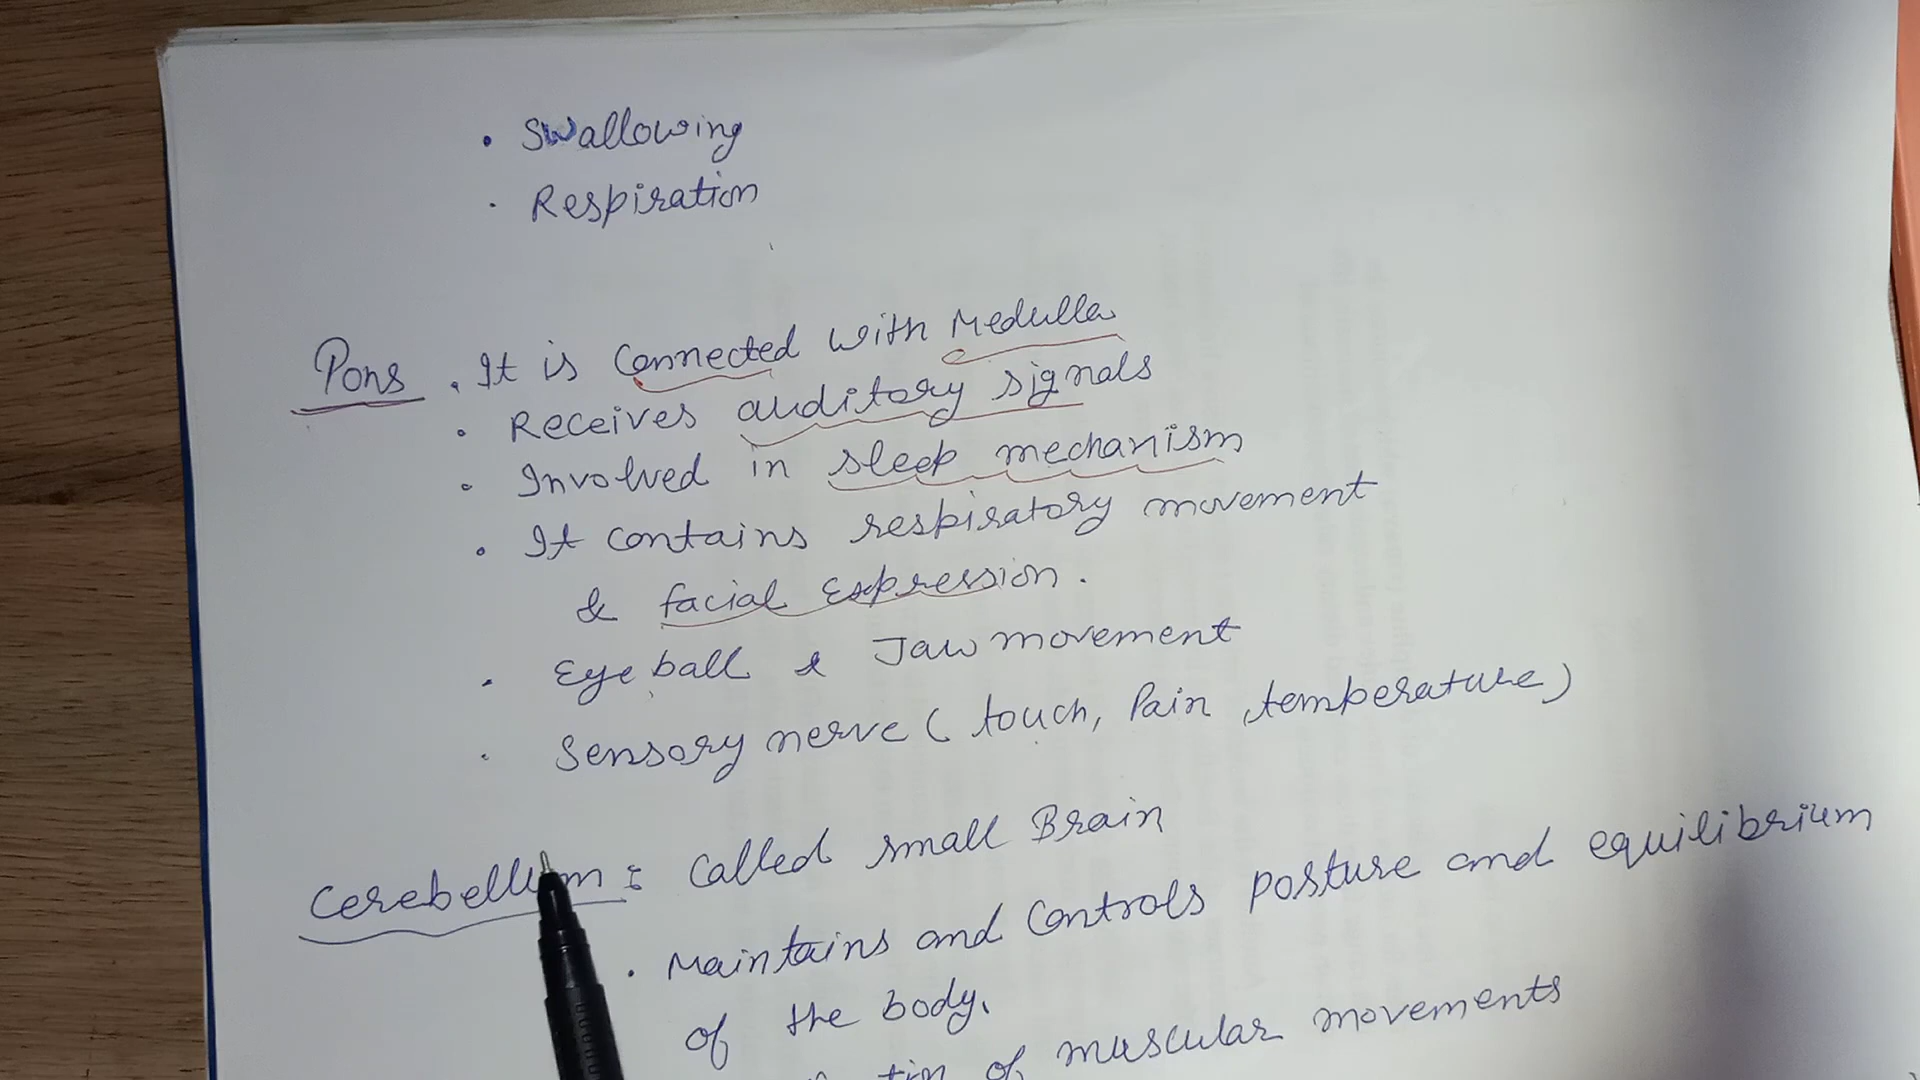 • Swallowing
• Respiration
Pons • It is Connected with Medulla
• Receives auditory signals
• Involved in sleep mechanism
• It contains respiratory movement
& facial Expression.
• Eye ball & Jaw movement
• Sensory nerve ( touch, Pain, temperature)
Cerebellum : Called small Brain
• Maintains and Controls posture and equilibrium
of the body.
of muscular movements